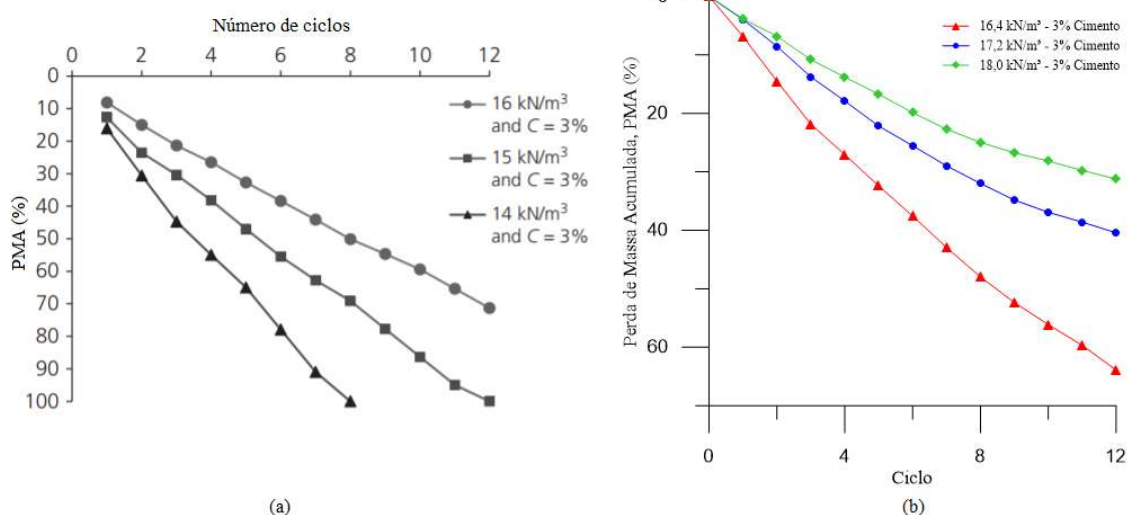 Número de ciclos
0 2 4 6 8 10 12
0
10
20
30
40
50
60
70
80
90
100
PMA (%)
16 kN/m³
and C = 3%
15 kN/m³
and C = 3%
14 kN/m³
and C = 3%
(a)
20
40
60
Perda de Massa Acumulada, PMA (%)
16,4 kN/m³ - 3% Cimento
17,2 kN/m³ - 3% Cimento
18,0 kN/m³ - 3% Cimento
0 4 8 12
Ciclo
(b)